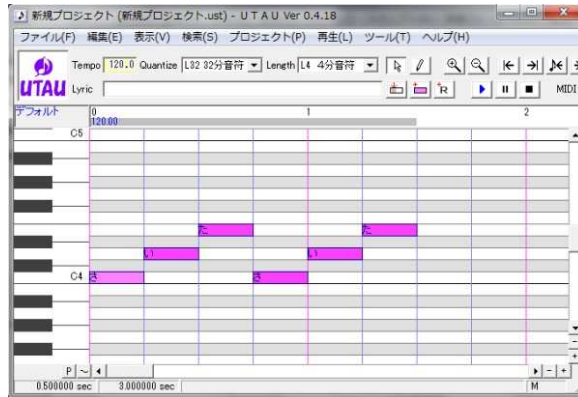 新規プロジェクト (新規プロジェクト.ust) - UTAU Ver 0.4.18
ファイル(F) 編集(E) 表示(V) 検索(S) プロジェクト(P) 再生(L) ツール(T) ヘルプ(H)
UTAU
Tempo 120.0 Quantize L32 32分音符 Length L4 4分音符
Lyric R MIDI
デフォルト 0 1 2
120.00
C5
た た
い い
C4 さ さ
P
0.500000 sec 3.000000 sec M